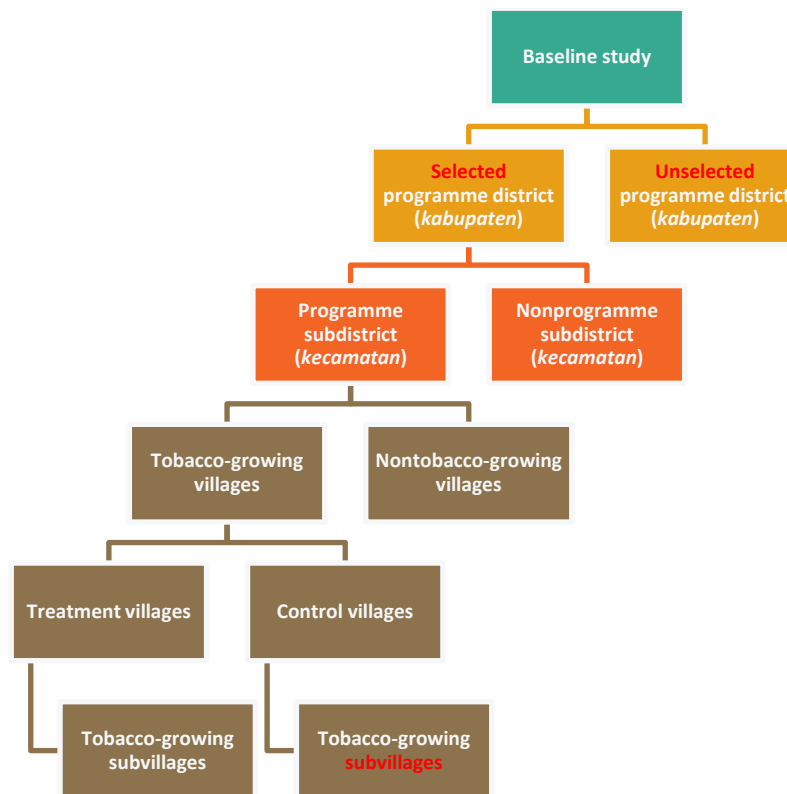 Baseline study
Selected
programme district
(kabupaten)
Unselected
programme district
(kabupaten)
Programme
subdistrict
(kecamatan)
Nonprogramme
subdistrict
(kecamatan)
Tobacco-growing
villages
Nontobacco-growing
villages
Treatment villages
Control villages
Tobacco-growing
subvillages
Tobacco-growing
subvillages